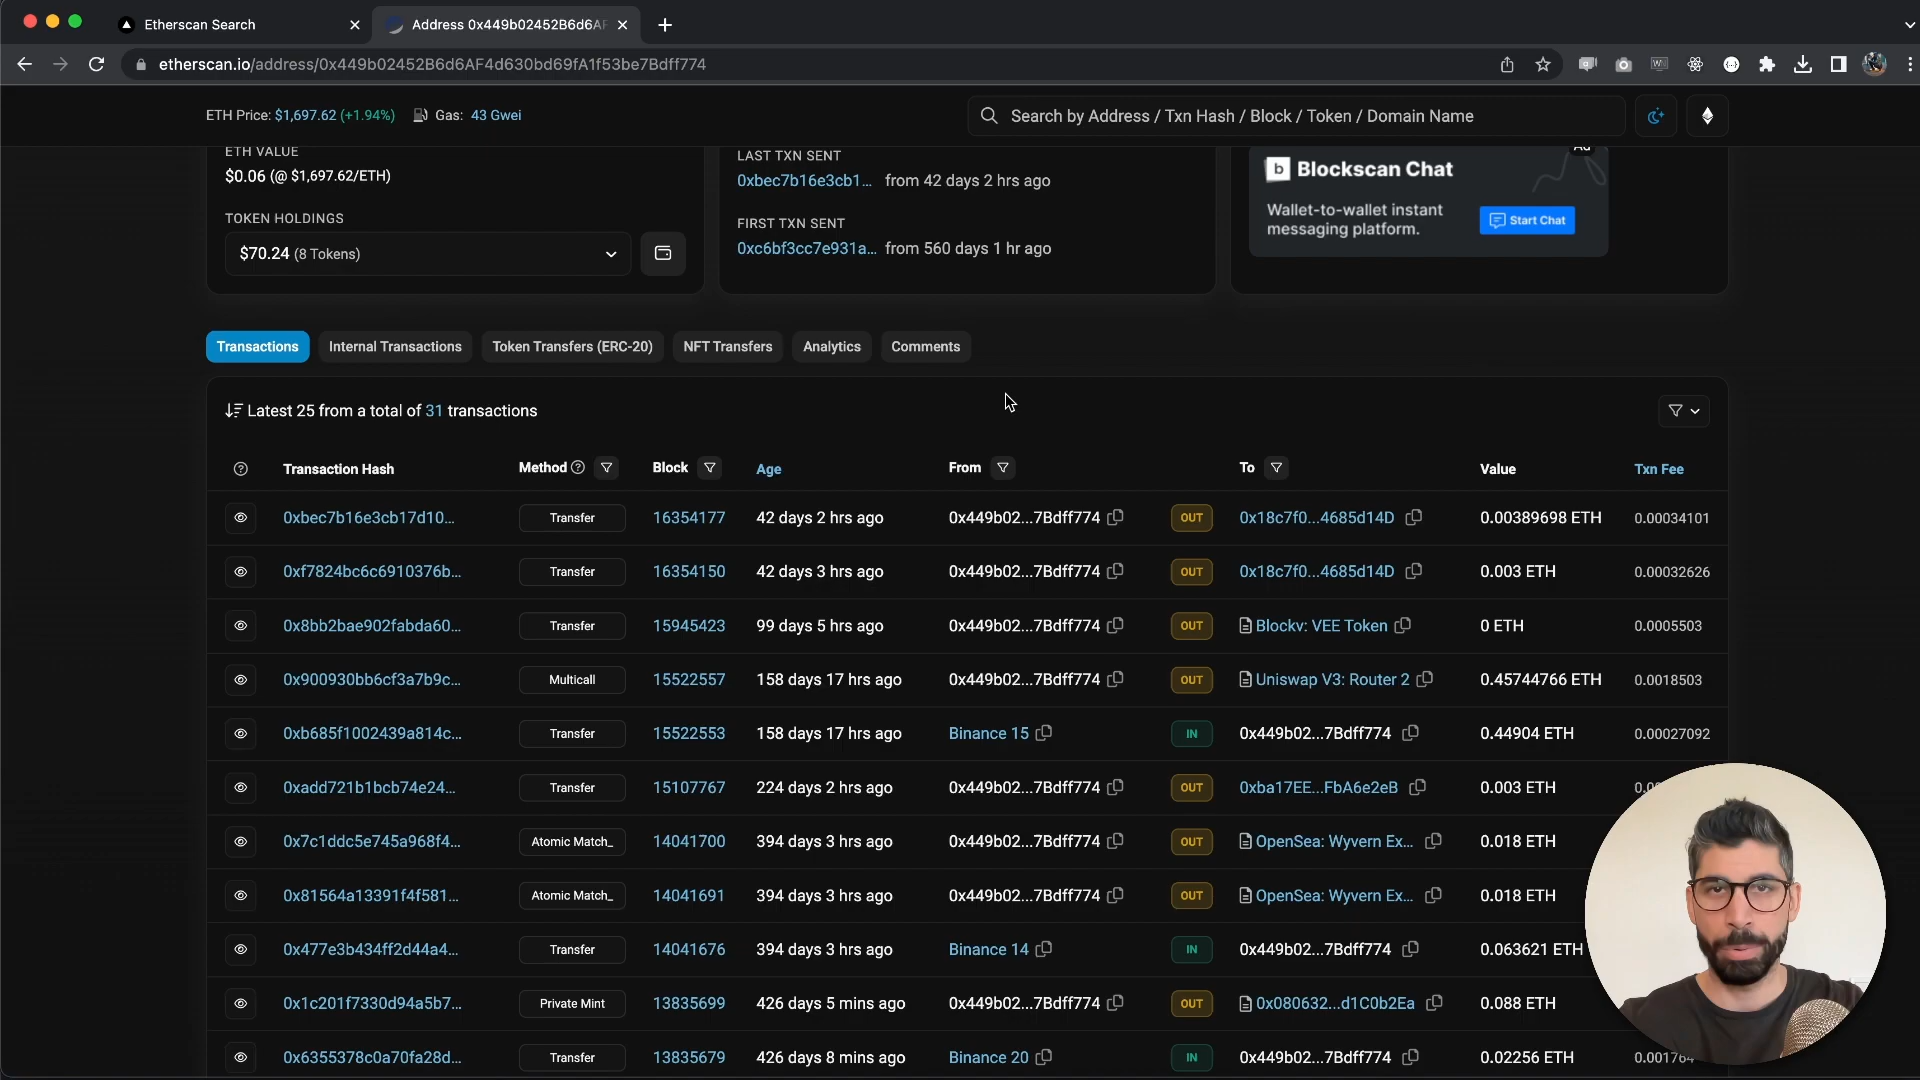 Etherscan Search
Address 0x449b02452B6d6AF
etherscan.io/address/0x449b02452B6d6AF4d630bd69fA1f53be7Bdff774
ETH Price: $1,697.62 (+1.94%) Gas: 43 Gwei
Search by Address / Txn Hash / Block / Token / Domain Name
ETH VALUE
$0.06 (@ $1,697.62/ETH)
TOKEN HOLDINGS
$70.24 (8 Tokens)
LAST TXN SENT
0xbec7b16e3cb1... from 42 days 2 hrs ago
FIRST TXN SENT
0xc6bf3cc7e931a... from 560 days 1 hr ago
Ad
b Blockscan Chat
Wallet-to-wallet instant
messaging platform.
Start Chat
Transactions Internal Transactions Token Transfers (ERC-20) NFT Transfers Analytics Comments
Latest 25 from a total of 31 transactions
Transaction Hash Method Block Age From To Value Txn Fee
0xbec7b16e3cb17d10... Transfer 16354177 42 days 2 hrs ago 0x449b02...7Bdff774 OUT 0x18c7f0...4685d14D 0.00389698 ETH 0.00034101
0xf7824bc6c6910376b... Transfer 16354150 42 days 3 hrs ago 0x449b02...7Bdff774 OUT 0x18c7f0...4685d14D 0.003 ETH 0.00032626
0x8bb2bae902fabda60... Transfer 15945423 99 days 5 hrs ago 0x449b02...7Bdff774 OUT Blockv: VEE Token 0 ETH 0.0005503
0x900930bb6cf3a7b9c... Multicall 15522557 158 days 17 hrs ago 0x449b02...7Bdff774 OUT Uniswap V3: Router 2 0.45744766 ETH 0.0018503
0xb685f1002439a814c... Transfer 15522553 158 days 17 hrs ago Binance 15 IN 0x449b02...7Bdff774 0.44904 ETH 0.00027092
0xadd721b1bcb74e24... Transfer 15107767 224 days 2 hrs ago 0x449b02...7Bdff774 OUT 0xba17EE...FbA6e2eB 0.003 ETH
0x7c1ddc5e745a968f4... Atomic Match_ 14041700 394 days 3 hrs ago 0x449b02...7Bdff774 OUT OpenSea: Wyvern Ex... 0.018 ETH
0x81564a13391f4f581... Atomic Match_ 14041691 394 days 3 hrs ago 0x449b02...7Bdff774 OUT OpenSea: Wyvern Ex... 0.018 ETH
0x477e3b434ff2d44a4... Transfer 14041676 394 days 3 hrs ago Binance 14 IN 0x449b02...7Bdff774 0.063621 ETH
0x1c201f7330d94a5b7... Private Mint 13835699 426 days 5 mins ago 0x449b02...7Bdff774 OUT 0x080632...d1C0b2Ea 0.088 ETH
0x6355378c0a70fa28d... Transfer 13835679 426 days 8 mins ago Binance 20 IN 0x449b02...7Bdff774 0.02256 ETH 0.001764